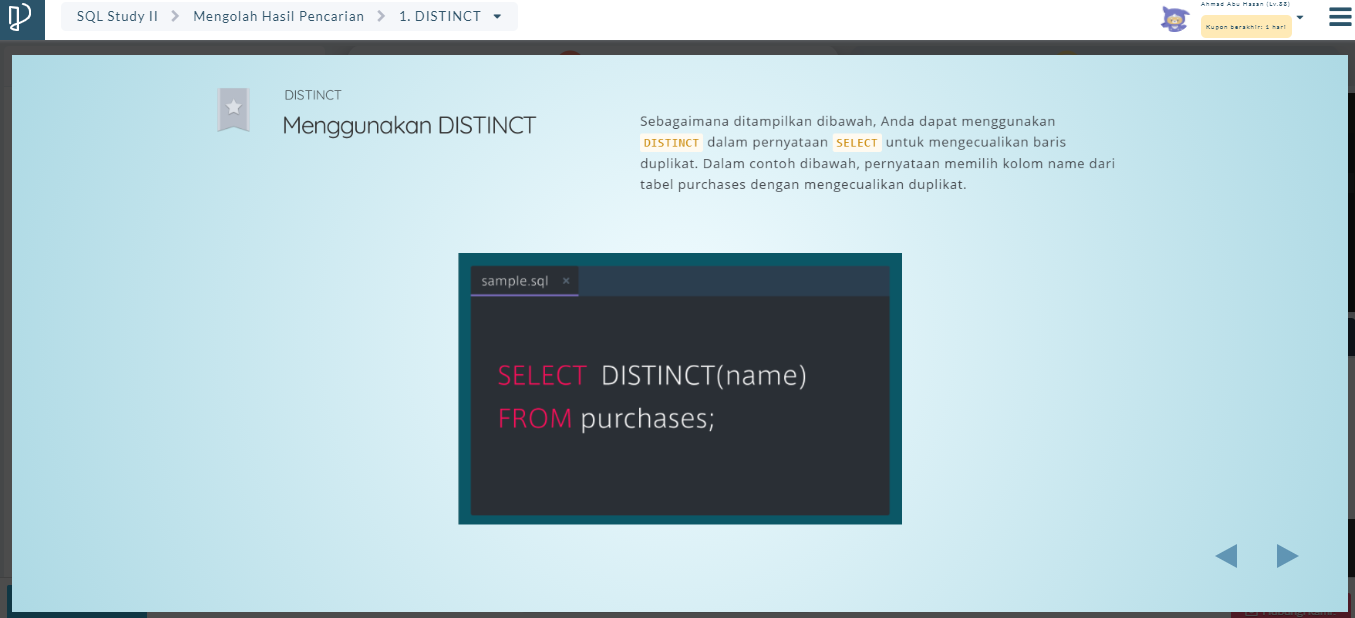 SQL Study II
Mengolah Hasil Pencarian
1. DISTINCT
Ahmad Abu Hasan (Lv.33)
Kupon berakhir: 1 hari
DISTINCT
Menggunakan DISTINCT
Sebagaimana ditampilkan dibawah, Anda dapat menggunakan
DISTINCT dalam pernyataan SELECT untuk mengecualikan baris
duplikat. Dalam contoh dibawah, pernyataan memilih kolom name dari
tabel purchases dengan mengecualikan duplikat.
sample.sql ×
SELECT DISTINCT(name)
FROM purchases;